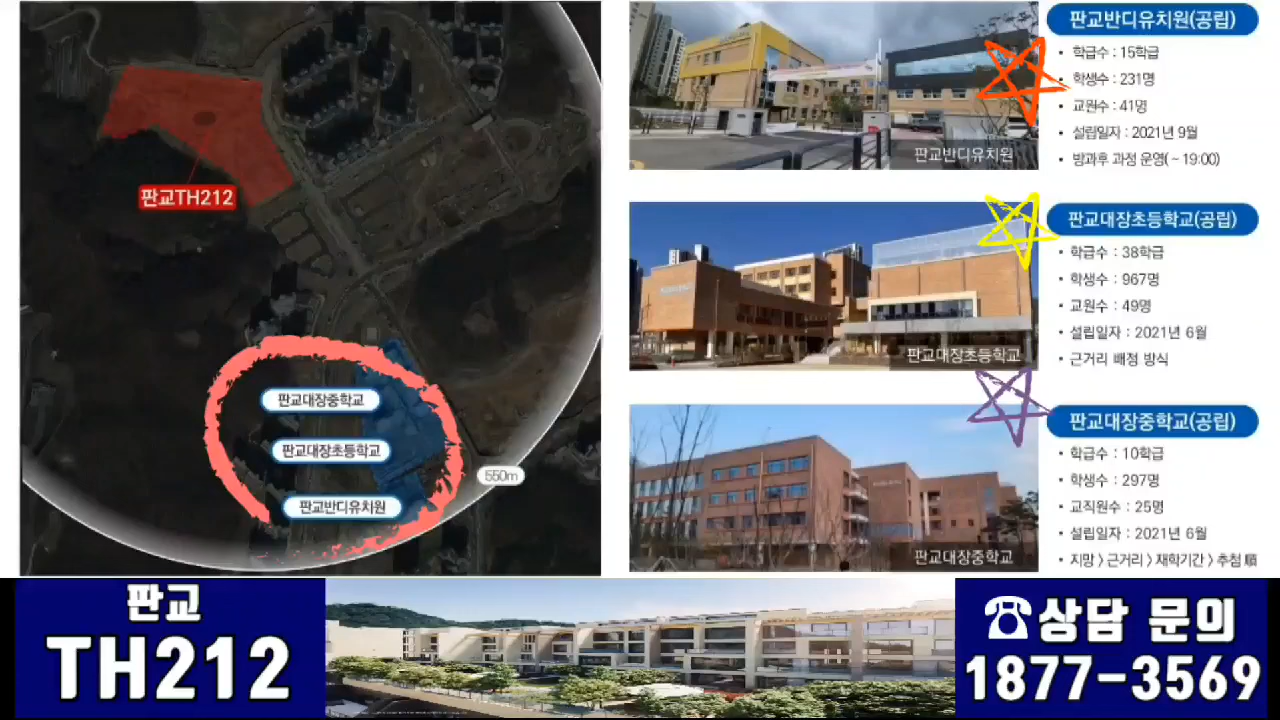 판교TH212
판교대장중학교
판교대장초등학교
판교반디유치원
550m
판교반디유치원
판교반디유치원(공립)
• 학급수 : 15학급
• 학생수 : 231명
• 교원수 : 41명
• 설립일자 : 2021년 9월
• 방과후 과정 운영(~19:00)
판교대장초등학교
판교대장초등학교(공립)
• 학급수 : 38학급
• 학생수 : 967명
• 교원수 : 49명
• 설립일자 : 2021년 6월
• 근거리 배정 방식
판교대장중학교
판교대장중학교(공립)
• 학급수 : 10학급
• 학생수 : 297명
• 교직원수 : 25명
• 설립일자 : 2021년 6월
• 지망 > 근거리 > 재학기간 > 추첨 順
판교
TH212
☎상담 문의
1877-3569